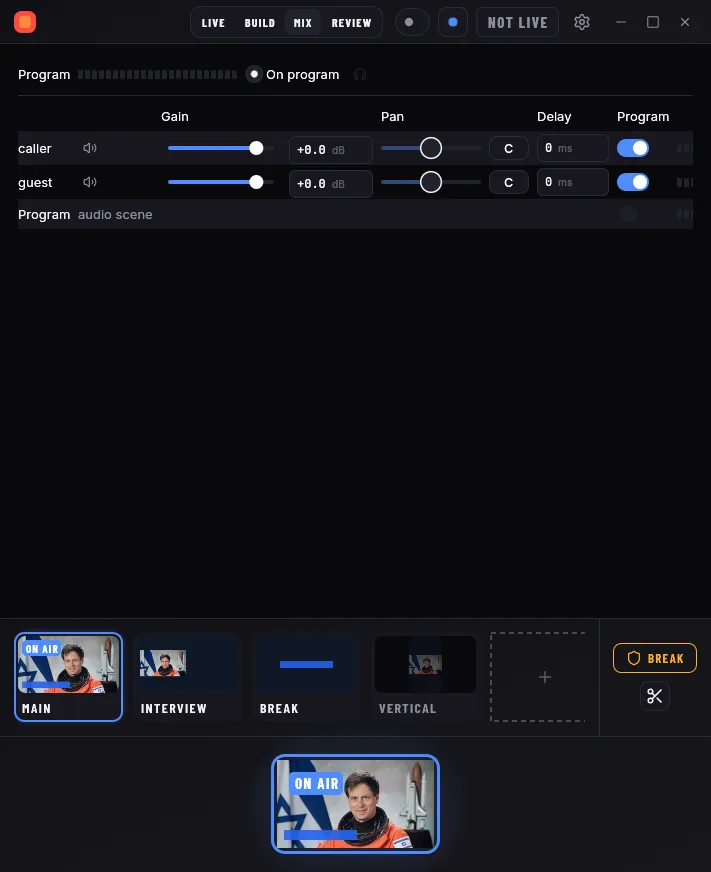 LIVE BUILD MIX REVIEW NOT LIVE
Program On program
Gain Pan Delay Program
caller +0.0 dB C 0 ms
guest +0.0 dB C 0 ms
Program audio scene
ON AIR
MAIN INTERVIEW BREAK VERTICAL
BREAK
ON AIR